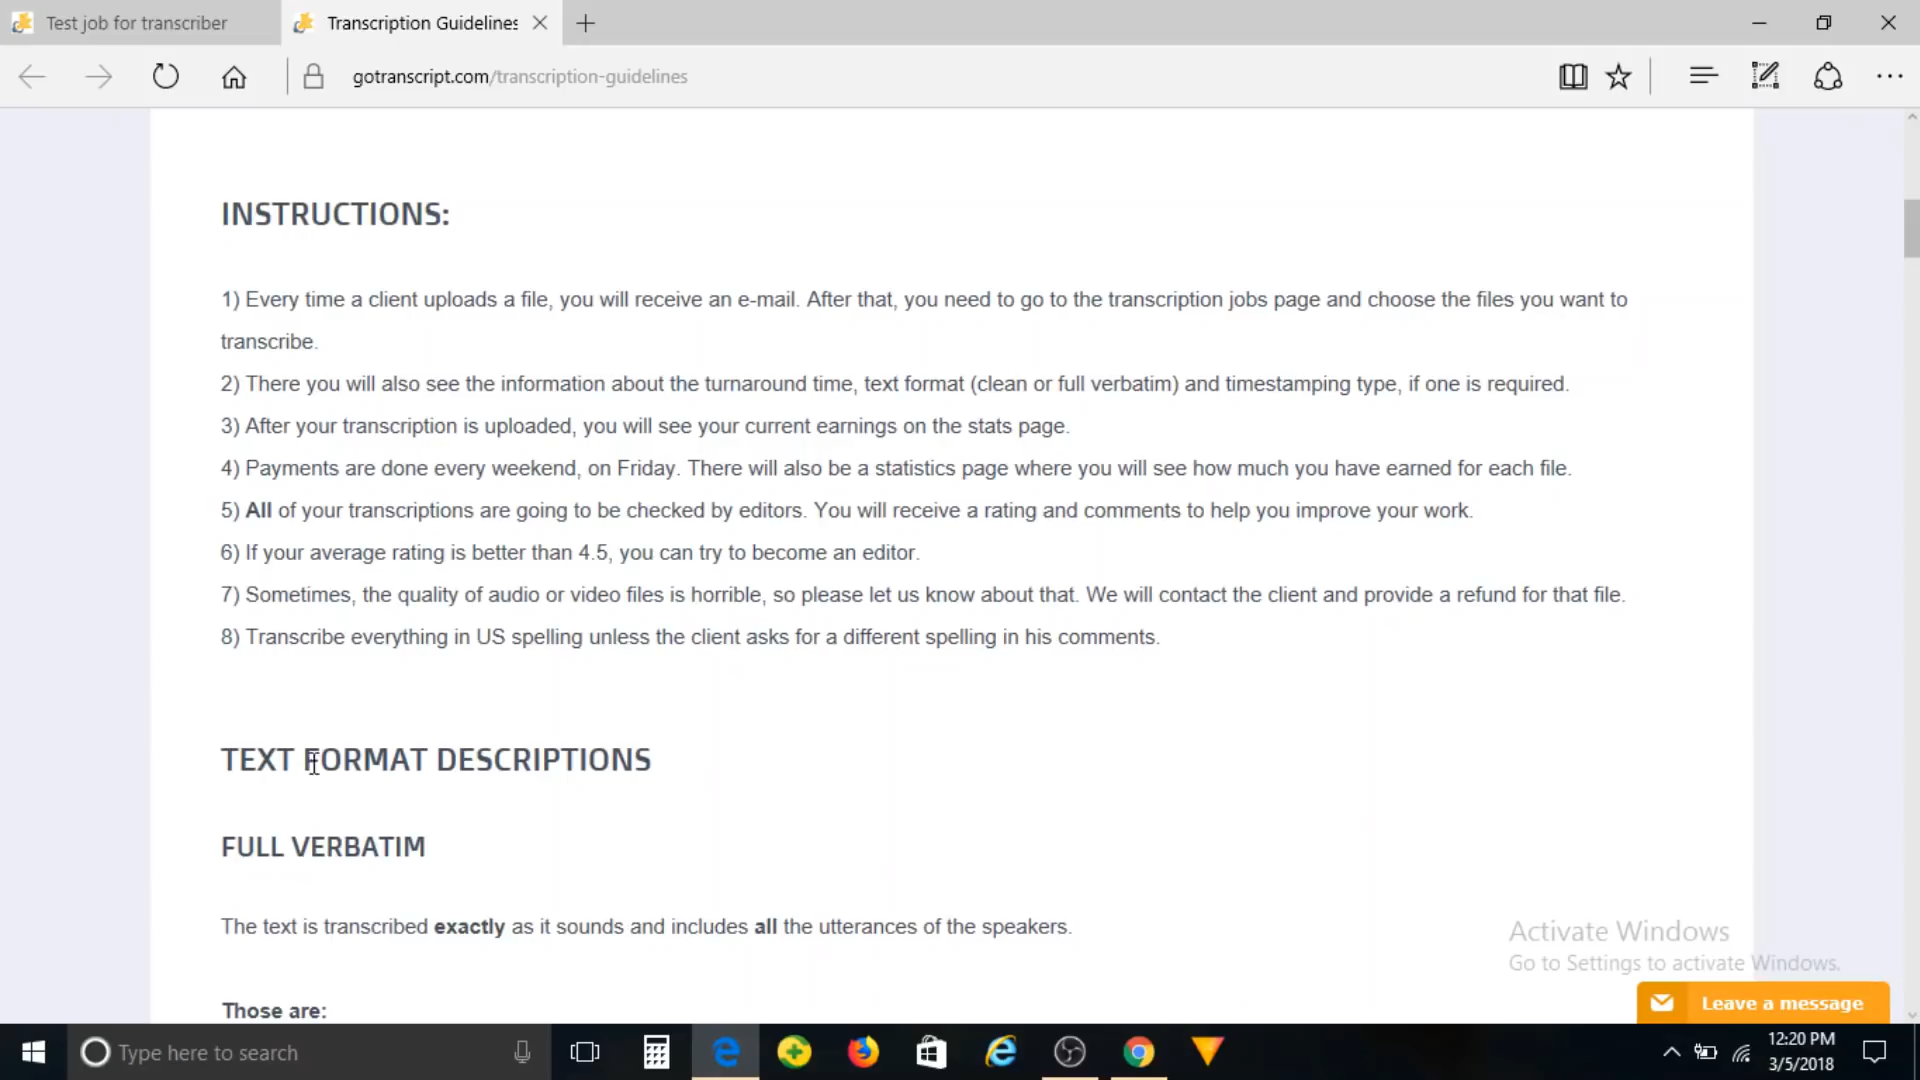 Test job for transcriber
Transcription Guidelines
gotranscript.com/transcription-guidelines
INSTRUCTIONS:
1) Every time a client uploads a file, you will receive an e-mail. After that, you need to go to the transcription jobs page and choose the files you want to
transcribe.
2) There you will also see the information about the turnaround time, text format (clean or full verbatim) and timestamping type, if one is required.
3) After your transcription is uploaded, you will see your current earnings on the stats page.
4) Payments are done every weekend, on Friday. There will also be a statistics page where you will see how much you have earned for each file.
5) All of your transcriptions are going to be checked by editors. You will receive a rating and comments to help you improve your work.
6) If your average rating is better than 4.5, you can try to become an editor.
7) Sometimes, the quality of audio or video files is horrible, so please let us know about that. We will contact the client and provide a refund for that file.
8) Transcribe everything in US spelling unless the client asks for a different spelling in his comments.
TEXT FORMAT DESCRIPTIONS
FULL VERBATIM
The text is transcribed exactly as it sounds and includes all the utterances of the speakers.
Those are:
Activate Windows
Go to Settings to activate Windows.
Leave a message
Type here to search
12:20 PM
3/5/2018